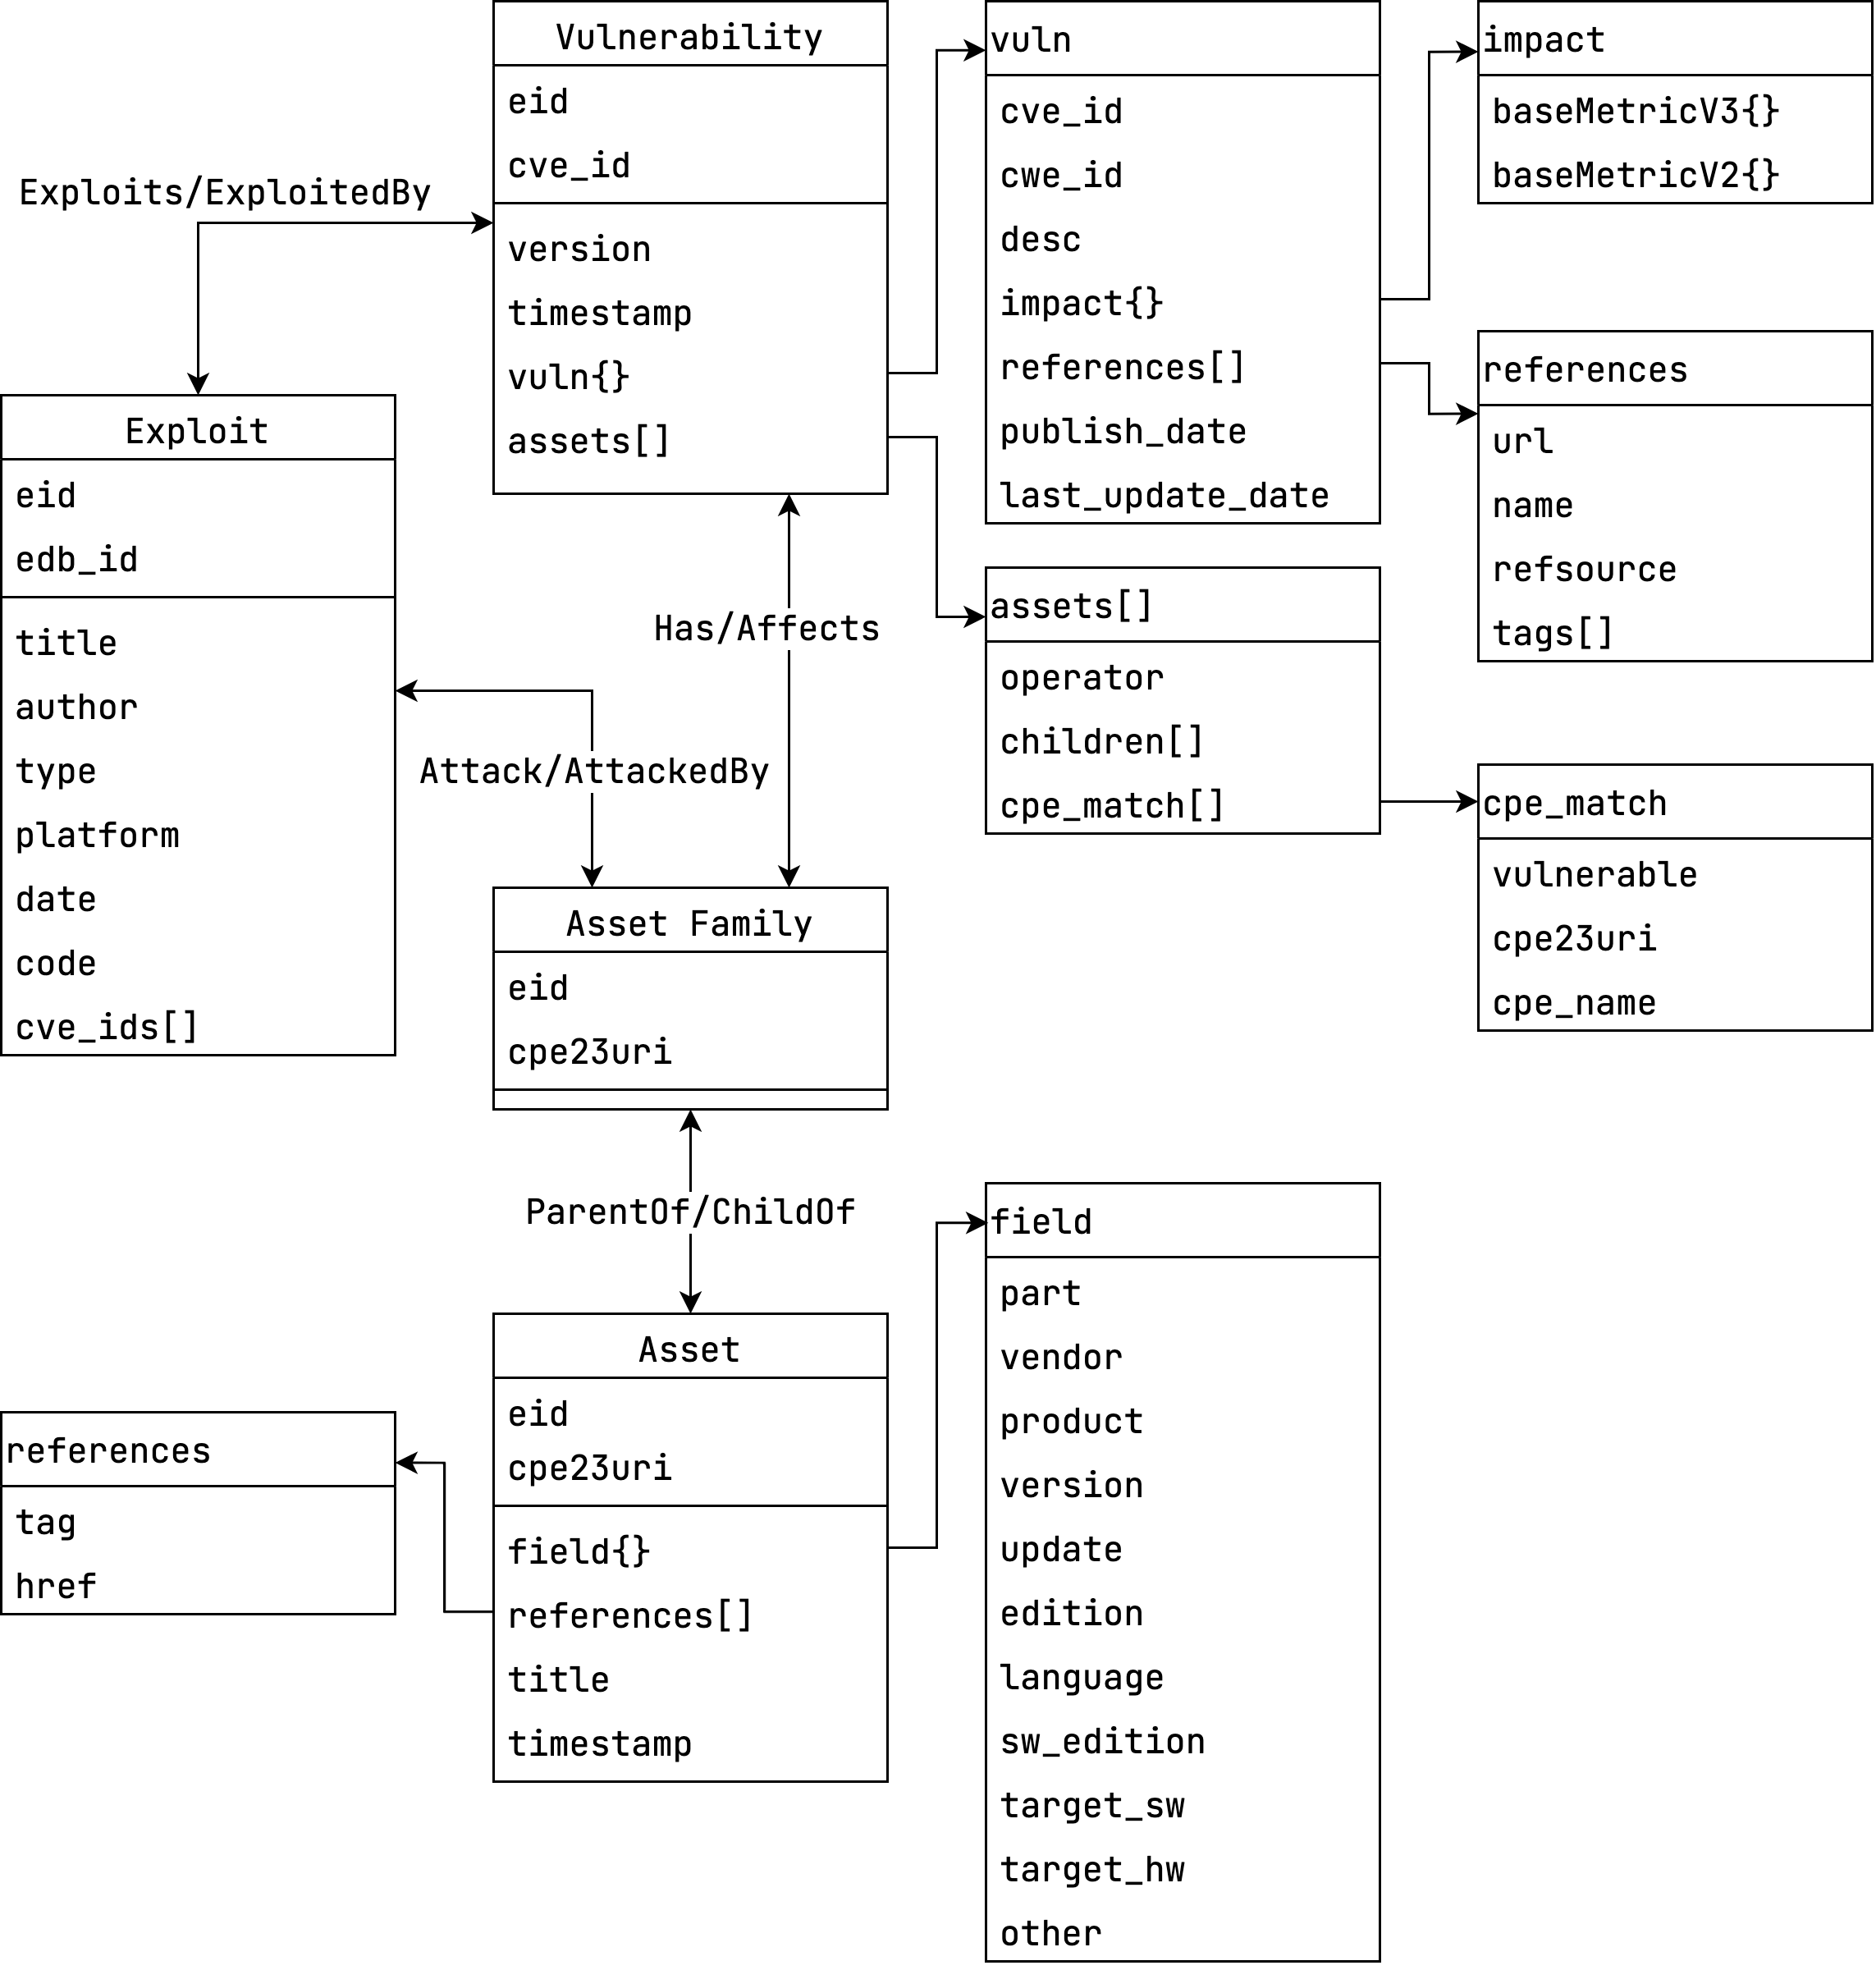 Vulnerability
eid
cve_id
version
timestamp
vuln{}
assets[]
vuln
cve_id
cwe_id
desc
impact{}
references[]
publish_date
last_update_date
impact
baseMetricV3{}
baseMetricV2{}
references
url
name
refsource
tags[]
Exploits/ExploitedBy
Exploit
eid
edb_id
title
author
type
platform
date
code
cve_ids[]
Has/Affects
Attack/AttackedBy
assets[]
operator
children[]
cpe_match[]
cpe_match
vulnerable
cpe23uri
cpe_name
Asset Family
eid
cpe23uri
ParentOf/ChildOf
Asset
eid
cpe23uri
field{}
references[]
title
timestamp
references
tag
href
field
part
vendor
product
version
update
edition
language
sw_edition
target_sw
target_hw
other